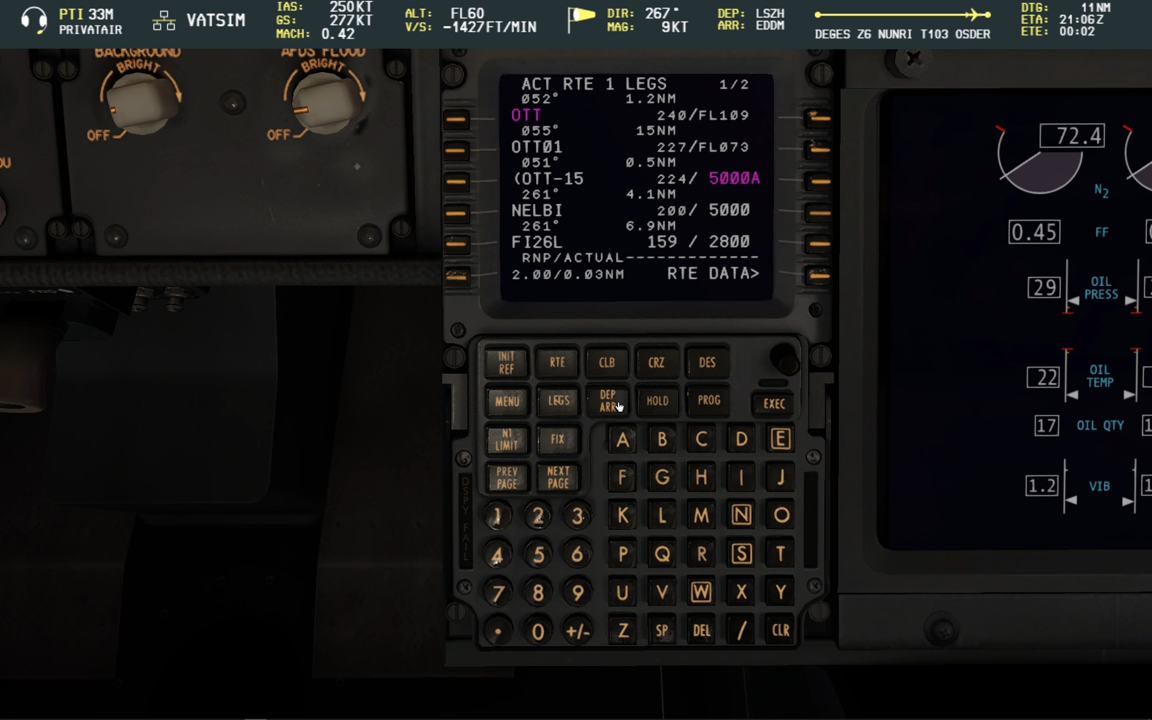 PTI 33M
PRIVATAIR
VATSIM
IAS: 250KT
GS: 277KT
MACH: 0.42
ALT: FL60
V/S: -1427FT/MIN
DIR: 267°
MAG: 9KT
DEP: LSZH
ARR: EDDM
DEGES Z6 NUNRI T103 OSDER
DTG: 11NM
ETA: 21:06Z
ETE: 00:02
BACKGROUND
BRIGHT
OFF
AFDS FLOOD
BRIGHT
OFF
ACT RTE 1 LEGS 1/2
052° 1.2NM
OTT 240/FL109
055° 15NM
OTT01 227/FL073
051° 0.5NM
(OTT-15 224/ 5000A
261° 4.1NM
NELBI 200/ 5000
261° 6.9NM
FI26L 159 / 2800
RNP/ACTUAL-------------
2.00/0.03NM RTE DATA>
INIT REF RTE CLB CRZ DES
MENU LEGS DEP ARR HOLD PROG EXEC
N1 LIMIT FIX
PREV PAGE NEXT PAGE
A B C D E
F G H I J
1 2 3 K L M N O
4 5 6 P Q R S T
7 8 9 U V W X Y
. 0 +/- Z SP DEL / CLR
DSPY FAIL
72.4
N2
0.45 FF
29 OIL PRESS
22 OIL TEMP
17 OIL QTY
1.2 VIB